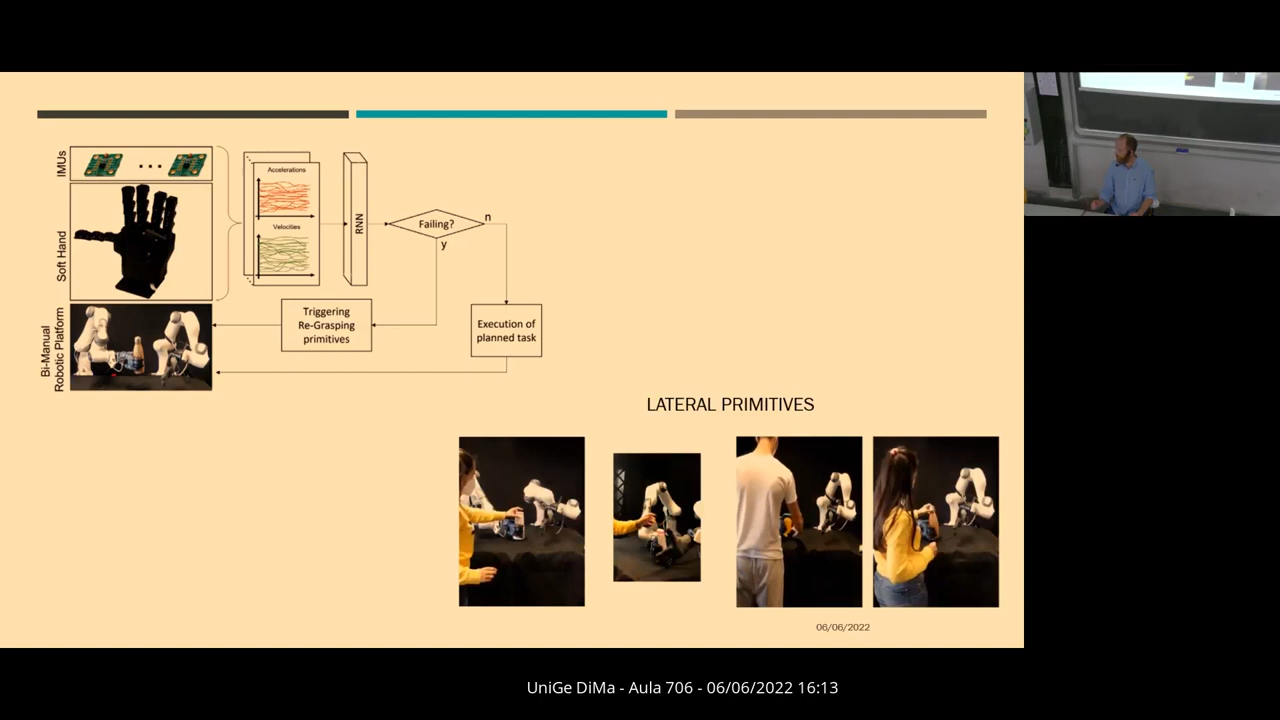 IMUs
Soft Hand
Bi-Manual
Robotic Platform
Accelerations
Velocities
RNN
Failing?
n
y
Triggering
Re-Grasping
primitives
Execution of
planned task
LATERAL PRIMITIVES
06/06/2022
UniGe DiMa - Aula 706 - 06/06/2022 16:13